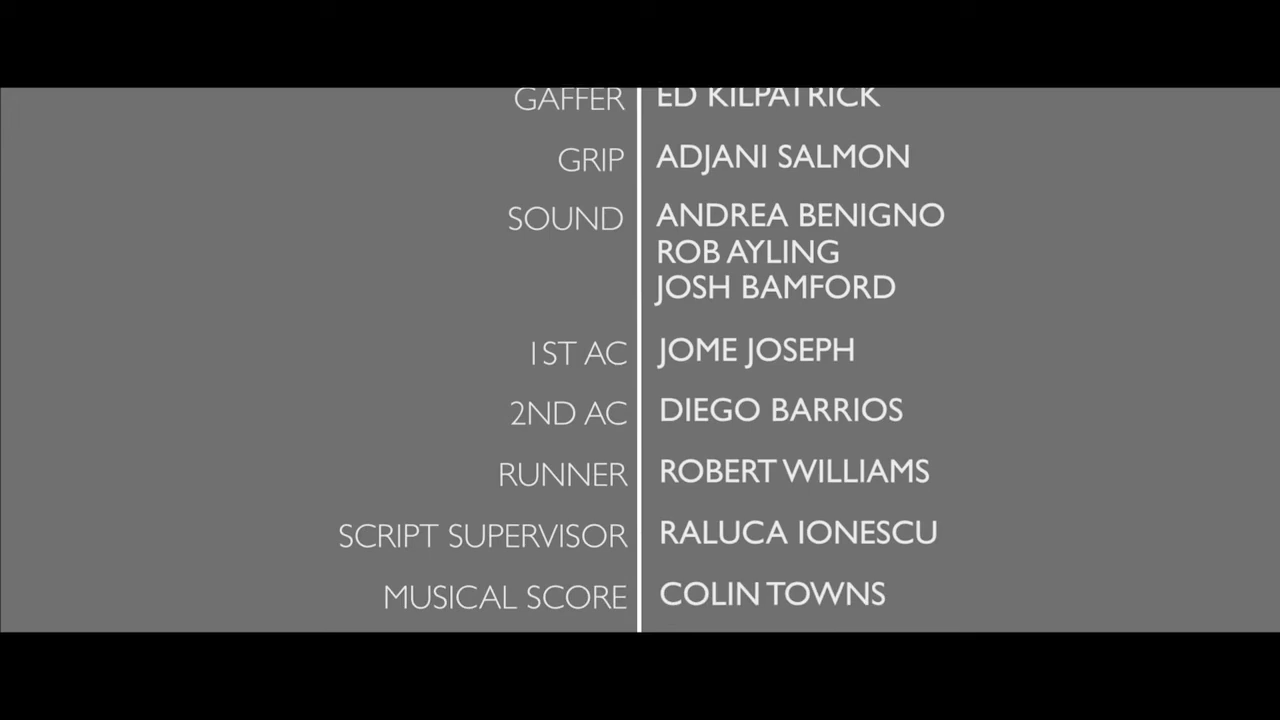 GAFFER ED KILPATRICK
GRIP ADJANI SALMON
SOUND ANDREA BENIGNO
ROB AYLING
JOSH BAMFORD
1ST AC JOME JOSEPH
2ND AC DIEGO BARRIOS
RUNNER ROBERT WILLIAMS
SCRIPT SUPERVISOR RALUCA IONESCU
MUSICAL SCORE COLIN TOWNS